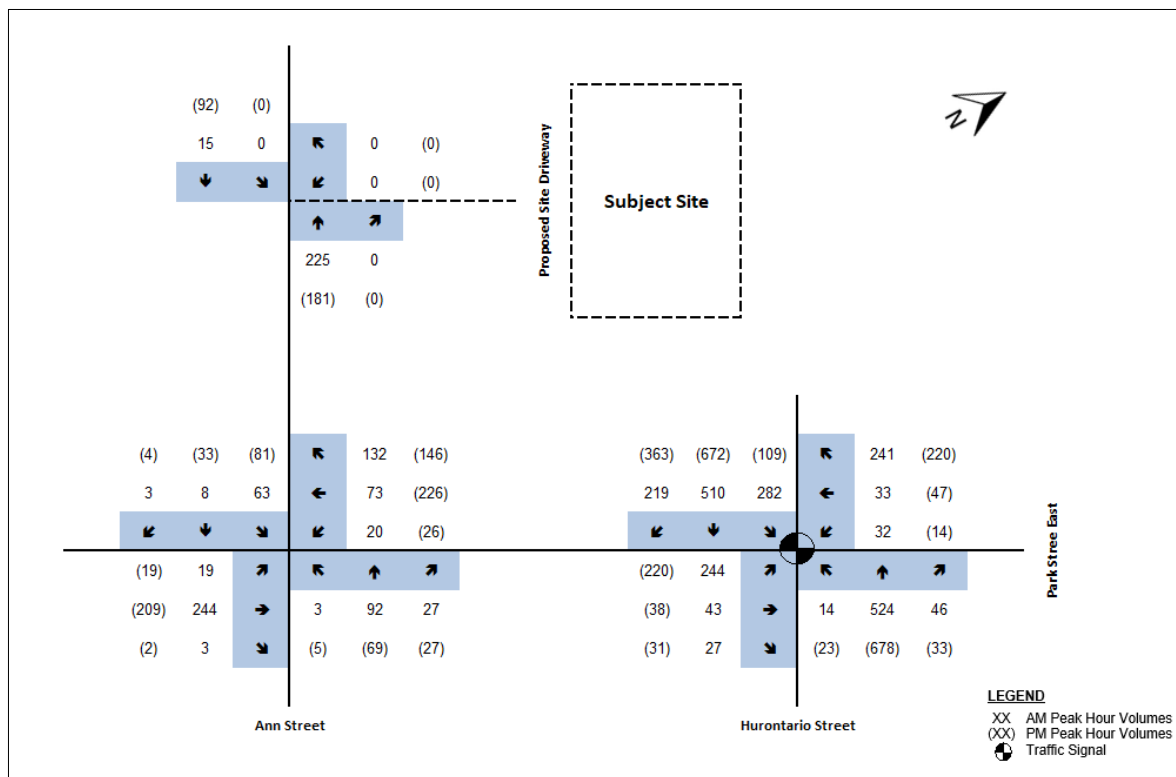 (92) (0)
15 0 0 (0)
0 (0)
225 0
(181) (0)
Proposed Site Driveway
Subject Site
N
(4) (33) (81) 132 (146)
3 8 63 73 (226)
20 (26)
(19) 19
(209) 244 3 92 27
(2) 3 (5) (69) (27)
Ann Street
(363) (672) (109) 241 (220)
219 510 282 33 (47)
32 (14)
(220) 244
(38) 43 14 524 46
(31) 27 (23) (678) (33)
Hurontario Street
Park Stree East
LEGEND
XX AM Peak Hour Volumes
(XX) PM Peak Hour Volumes
Traffic Signal